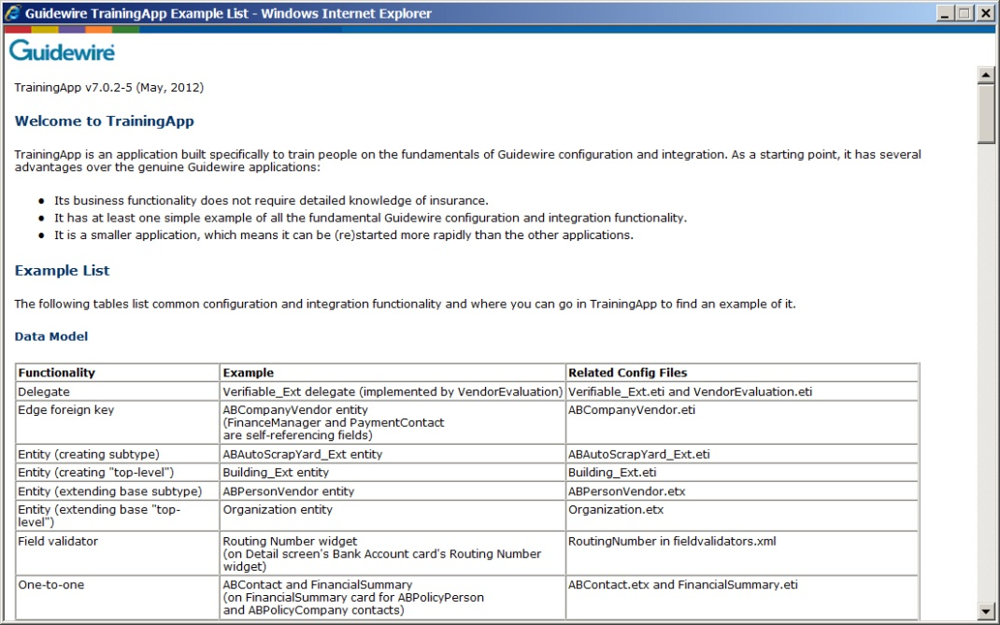 Guidewire TrainingApp Example List - Windows Internet Explorer
Guidewire
TrainingApp v7.0.2-5 (May, 2012)
Welcome to TrainingApp
TrainingApp is an application built specifically to train people on the fundamentals of Guidewire configuration and integration. As a starting point, it has several
advantages over the genuine Guidewire applications:
● Its business functionality does not require detailed knowledge of insurance.
● It has at least one simple example of all the fundamental Guidewire configuration and integration functionality.
● It is a smaller application, which means it can be (re)started more rapidly than the other applications.
Example List
The following tables list common configuration and integration functionality and where you can go in TrainingApp to find an example of it.
Data Model
Functionality Example Related Config Files
Delegate Verifiable_Ext delegate (implemented by VendorEvaluation) Verifiable_Ext.eti and VendorEvaluation.eti
Edge foreign key ABCompanyVendor entity ABCompanyVendor.eti
(FinanceManager and PaymentContact
are self-referencing fields)
Entity (creating subtype) ABAutoScrapYard_Ext entity ABAutoScrapYard_Ext.eti
Entity (creating "top-level") Building_Ext entity Building_Ext.eti
Entity (extending base subtype) ABPersonVendor entity ABPersonVendor.etx
Entity (extending base "top- Organization entity Organization.etx
level")
Field validator Routing Number widget RoutingNumber in fieldvalidators.xml
(on Detail screen's Bank Account card's Routing Number
widget)
One-to-one ABContact and FinancialSummary ABContact.etx and FinancialSummary.eti
(on FinancialSummary card for ABPolicyPerson
and ABPolicyCompany contacts)